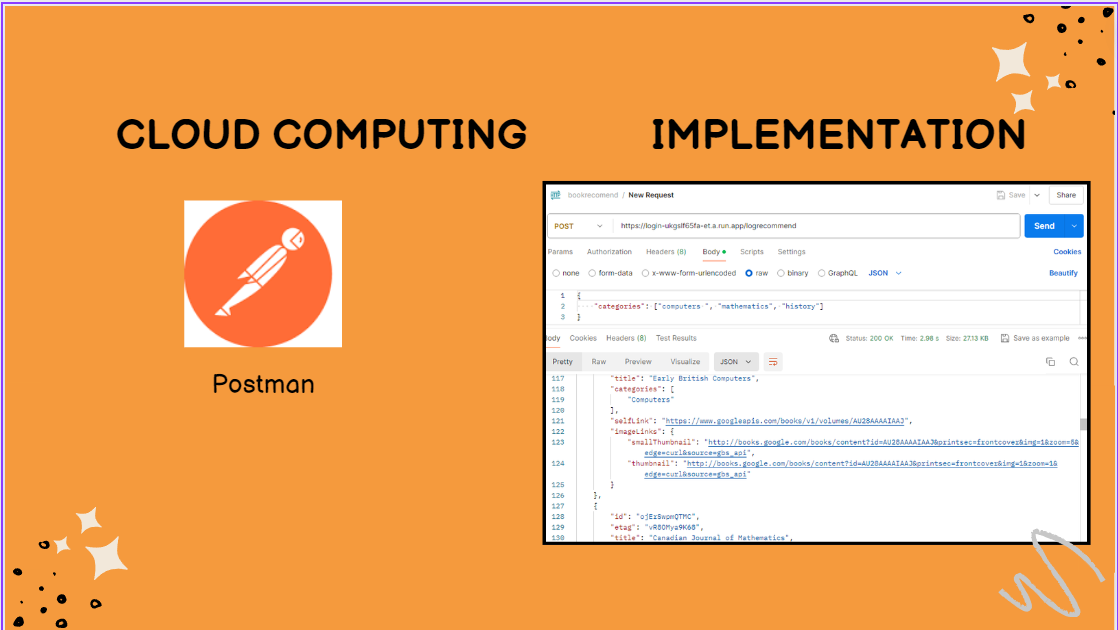 CLOUD COMPUTING
IMPLEMENTATION
Postman
bookrecomend / New Request
Save
Share
POST
https://login-ukgslf65fa-et.a.run.app/logrecommend
Send
Params Authorization Headers (8) Body Scripts Settings
Cookies
none form-data x-www-form-urlencoded raw binary GraphQL JSON
Beautify
1 {
2 "categories": ["computers ", "mathematics", "history"]
3 }
ody Cookies Headers (8) Test Results
Status: 200 OK Time: 2.98 s Size: 27.13 KB Save as example
Pretty Raw Preview Visualize JSON
117 "title": "Early British Computers",
118 "categories": [
119 "Computers"
120 ],
121 "selfLink": "https://www.googleapis.com/books/v1/volumes/AU28AAAAIAAJ",
122 "imageLinks": {
123 "smallThumbnail": "http://books.google.com/books/content?id=AU28AAAAIAAJ&printsec=frontcover&img=1&zoom=5&
edge=curl&source=gbs_api",
124 "thumbnail": "http://books.google.com/books/content?id=AU28AAAAIAAJ&printsec=frontcover&img=1&zoom=1&
edge=curl&source=gbs_api"
125 }
126 },
127 {
128 "id": "ojErSwpmQTMC",
129 "etag": "vR8OMya9K68",
130 "title": "Canadian Journal of Mathematics",